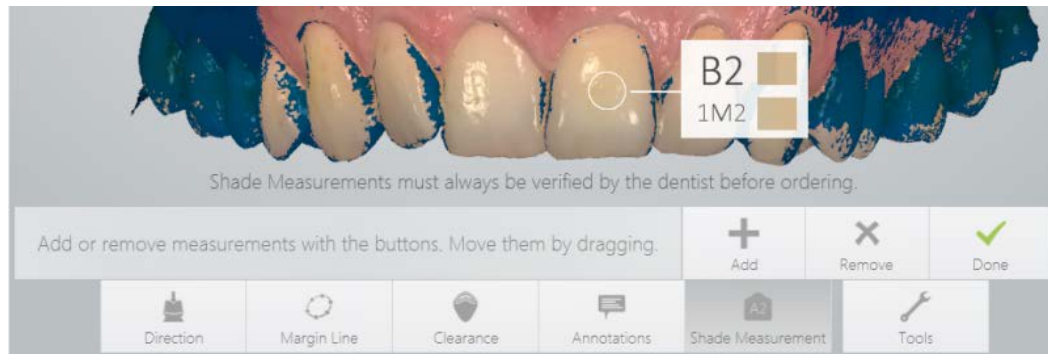 B2
1M2
Shade Measurements must always be verified by the dentist before ordering.
Add or remove measurements with the buttons. Move them by dragging.
Add
Remove
Done
Direction
Margin Line
Clearance
Annotations
A2
Shade Measurement
Tools